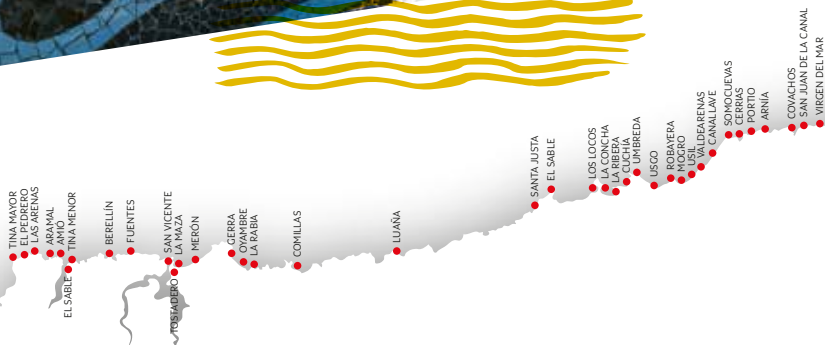 TINA MAYOR
EL PEDRERO
LAS ARENAS
ARAMAL
AMIÓ
EL SABLE
TINA MENOR
BERELLÍN
FUENTES
SAN VICENTE
TOSTADERO
LA MAZA
MERÓN
GERRA
OYAMBRE
LA RABIA
COMILLAS
LUAÑA
SANTA JUSTA
EL SABLE
LOS LOCOS
LA CONCHA
LA RIBERA
CUCHÍA
UMBREDA
USGO
ROBAYERA
MOGRO
USIL
VALDEARENAS
CANALLAVE
SOMOCUEVAS
CERRIAS
PORTIO
ARNÍA
COVACHOS
SAN JUAN DE LA CANAL
VIRGEN DEL MAR